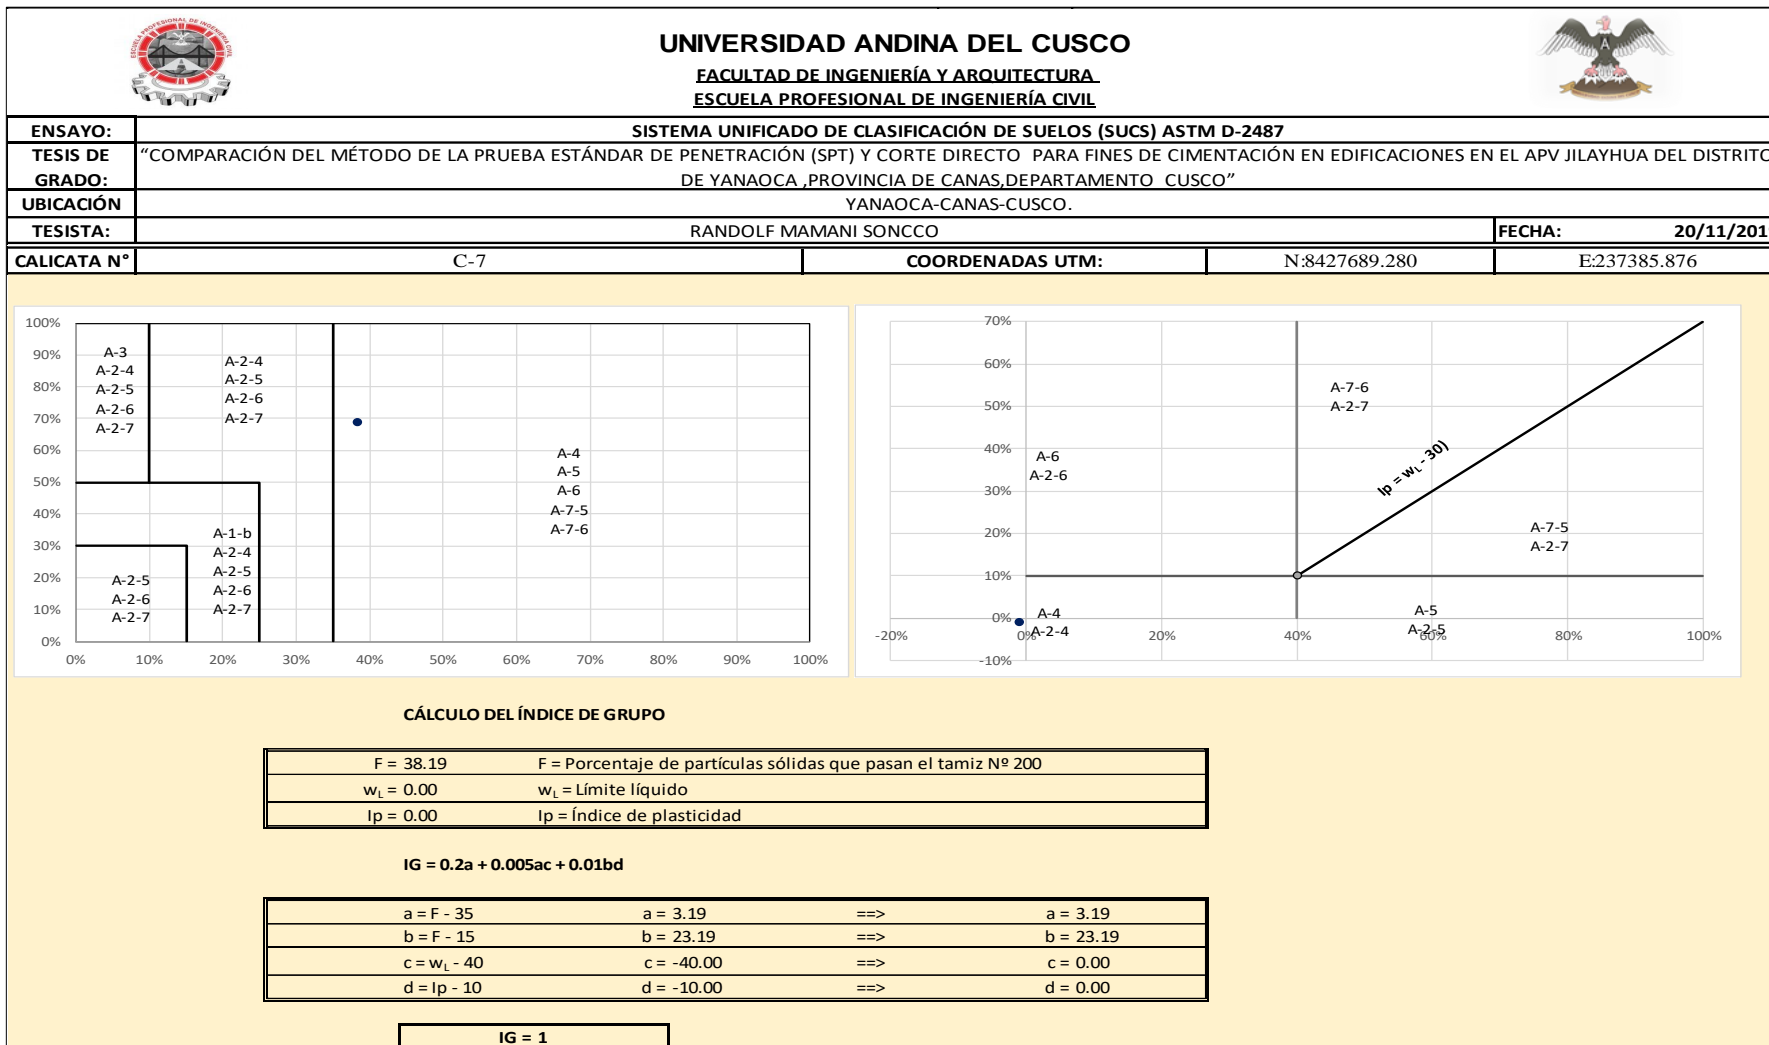 UNIVERSIDAD ANDINA DEL CUSCO
FACULTAD DE INGENIERÍA Y ARQUITECTURA
ESCUELA PROFESIONAL DE INGENIERÍA CIVIL
ENSAYO: SISTEMA UNIFICADO DE CLASIFICACIÓN DE SUELOS (SUCS) ASTM D-2487
TESIS DE GRADO: "COMPARACIÓN DEL MÉTODO DE LA PRUEBA ESTÁNDAR DE PENETRACIÓN (SPT) Y CORTE DIRECTO PARA FINES DE CIMENTACIÓN EN EDIFICACIONES EN EL APV JILAYHUA DEL DISTRITO
DE YANAOCA ,PROVINCIA DE CANAS,DEPARTAMENTO CUSCO"
UBICACIÓN YANAOCA-CANAS-CUSCO.
TESISTA: RANDOLF MAMANI SONCCO FECHA: 20/11/201
CALICATA N° C-7 COORDENADAS UTM: N:8427689.280 E:237385.876
100%
90%
80%
70%
60%
50%
40%
30%
20%
10%
0%
0% 10% 20% 30% 40% 50% 60% 70% 80% 90% 100%
A-3
A-2-4
A-2-5
A-2-6
A-2-7
A-2-4
A-2-5
A-2-6
A-2-7
A-4
A-5
A-6
A-7-5
A-7-6
A-1-b
A-2-4
A-2-5
A-2-6
A-2-7
A-2-5
A-2-6
A-2-7
70%
60%
50%
40%
30%
20%
10%
0%
-10%
-20% 0% 20% 40% 60% 80% 100%
A-7-6
A-2-7
A-6
A-2-6
Ip = wL - 30)
A-7-5
A-2-7
A-4
A-2-4
A-5
A-2-5
CÁLCULO DEL ÍNDICE DE GRUPO
F = 38.19 F = Porcentaje de partículas sólidas que pasan el tamiz Nº 200
wL = 0.00 wL = Límite líquido
Ip = 0.00 Ip = Índice de plasticidad
IG = 0.2a + 0.005ac + 0.01bd
a = F - 35 a = 3.19 ==> a = 3.19
b = F - 15 b = 23.19 ==> b = 23.19
c = wL - 40 c = -40.00 ==> c = 0.00
d = Ip - 10 d = -10.00 ==> d = 0.00
IG = 1